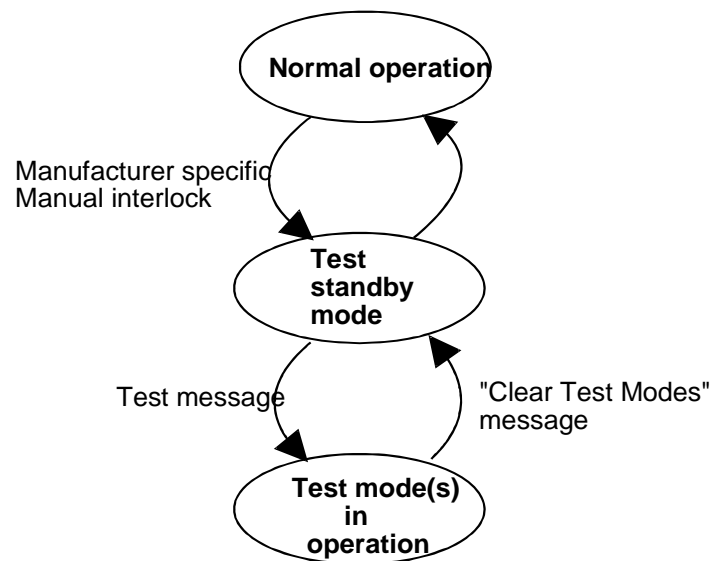 Normal operation
Manufacturer specific
Manual interlock
Test
standby
mode
Test message
"Clear Test Modes"
message
Test mode(s)
in
operation